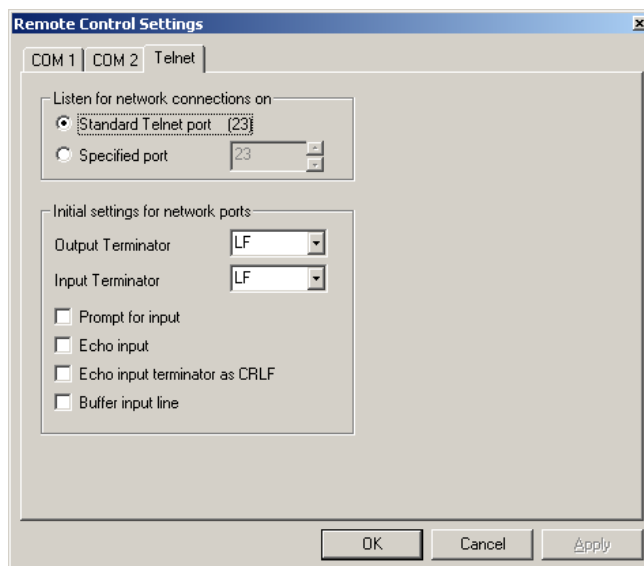 Remote Control Settings
COM 1 COM 2 Telnet
Listen for network connections on
Standard Telnet port (23)
Specified port 23
Initial settings for network ports
Output Terminator LF
Input Terminator LF
Prompt for input
Echo input
Echo input terminator as CRLF
Buffer input line
OK Cancel Apply